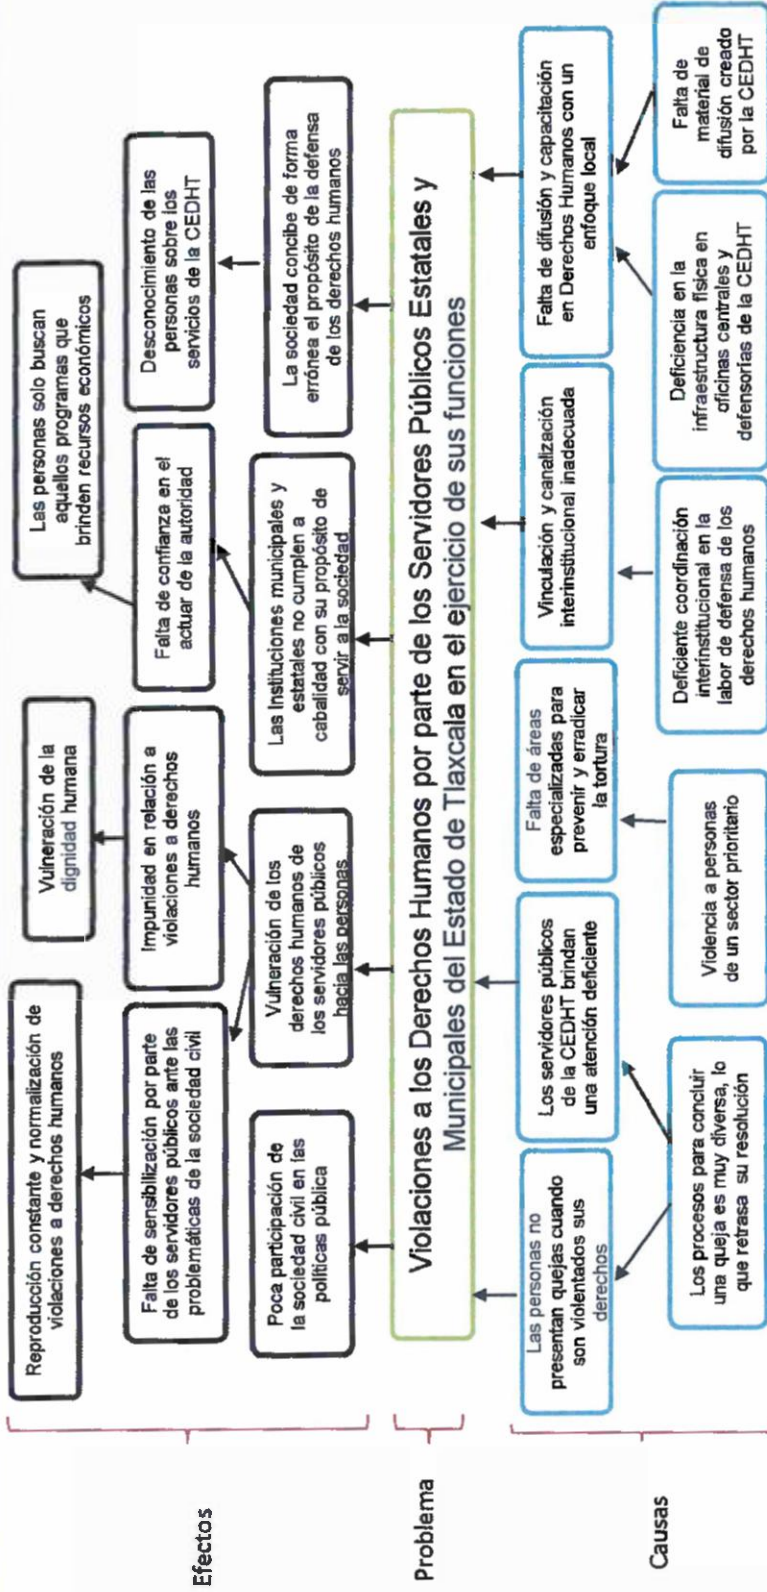 Efectos
Reproducción constante y normalización de
violaciones a derechos humanos
Vulneración de la
dignidad humana
Las personas solo buscan
aquellos programas que
brinden recursos económicos
Falta de sensibilización por parte
de los servidores públicos ante las
problemáticas de la sociedad civil
Impunidad en relación a
violaciones a derechos
humanos
Falta de confianza en el
actuar de la autoridad
Desconocimiento de las
personas sobre los
servicios de la CEDHT
Poca participación de
la sociedad civil en las
políticas pública
Vulneración de los
derechos humanos de
los servidores públicos
hacia las personas
Las Instituciones municipales y
estatales no cumplen a
cabalidad con su propósito de
servir a la sociedad
La sociedad concibe de forma
errónea el propósito de la defensa
de los derechos humanos
Problema
Violaciones a los Derechos Humanos por parte de los Servidores Públicos Estatales y
Municipales del Estado de Tlaxcala en el ejercicio de sus funciones
Causas
Las personas no
presentan quejas cuando
son violentados sus
derechos
Los servidores públicos
de la CEDHT brindan
una atención deficiente
Falta de áreas
especializadas para
prevenir y erradicar
la tortura
Vinculación y canalización
interinstitucional inadecuada
Falta de difusión y capacitación
en Derechos Humanos con un
enfoque local
Los procesos para concluir
una queja es muy diversa, lo
que retrasa su resolución
Violencia a personas
de un sector prioritario
Deficiente coordinación
interinstitucional en la
labor de defensa de los
derechos humanos
Deficiencia en la
infraestructura física en
oficinas centrales y
defensorías de la CEDHT
Falta de
material de
difusión creado
por la CEDHT